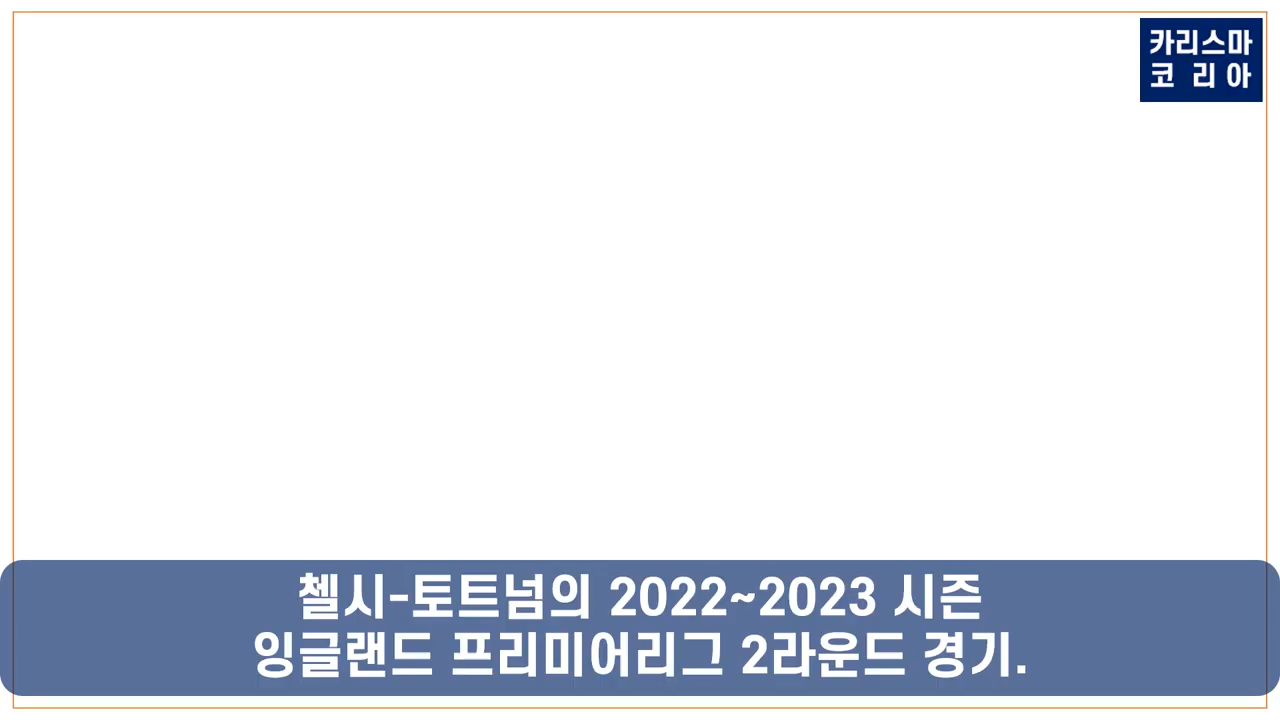 카리스마
코 리 아
첼시-토트넘의 2022~2023 시즌
잉글랜드 프리미어리그 2라운드 경기.